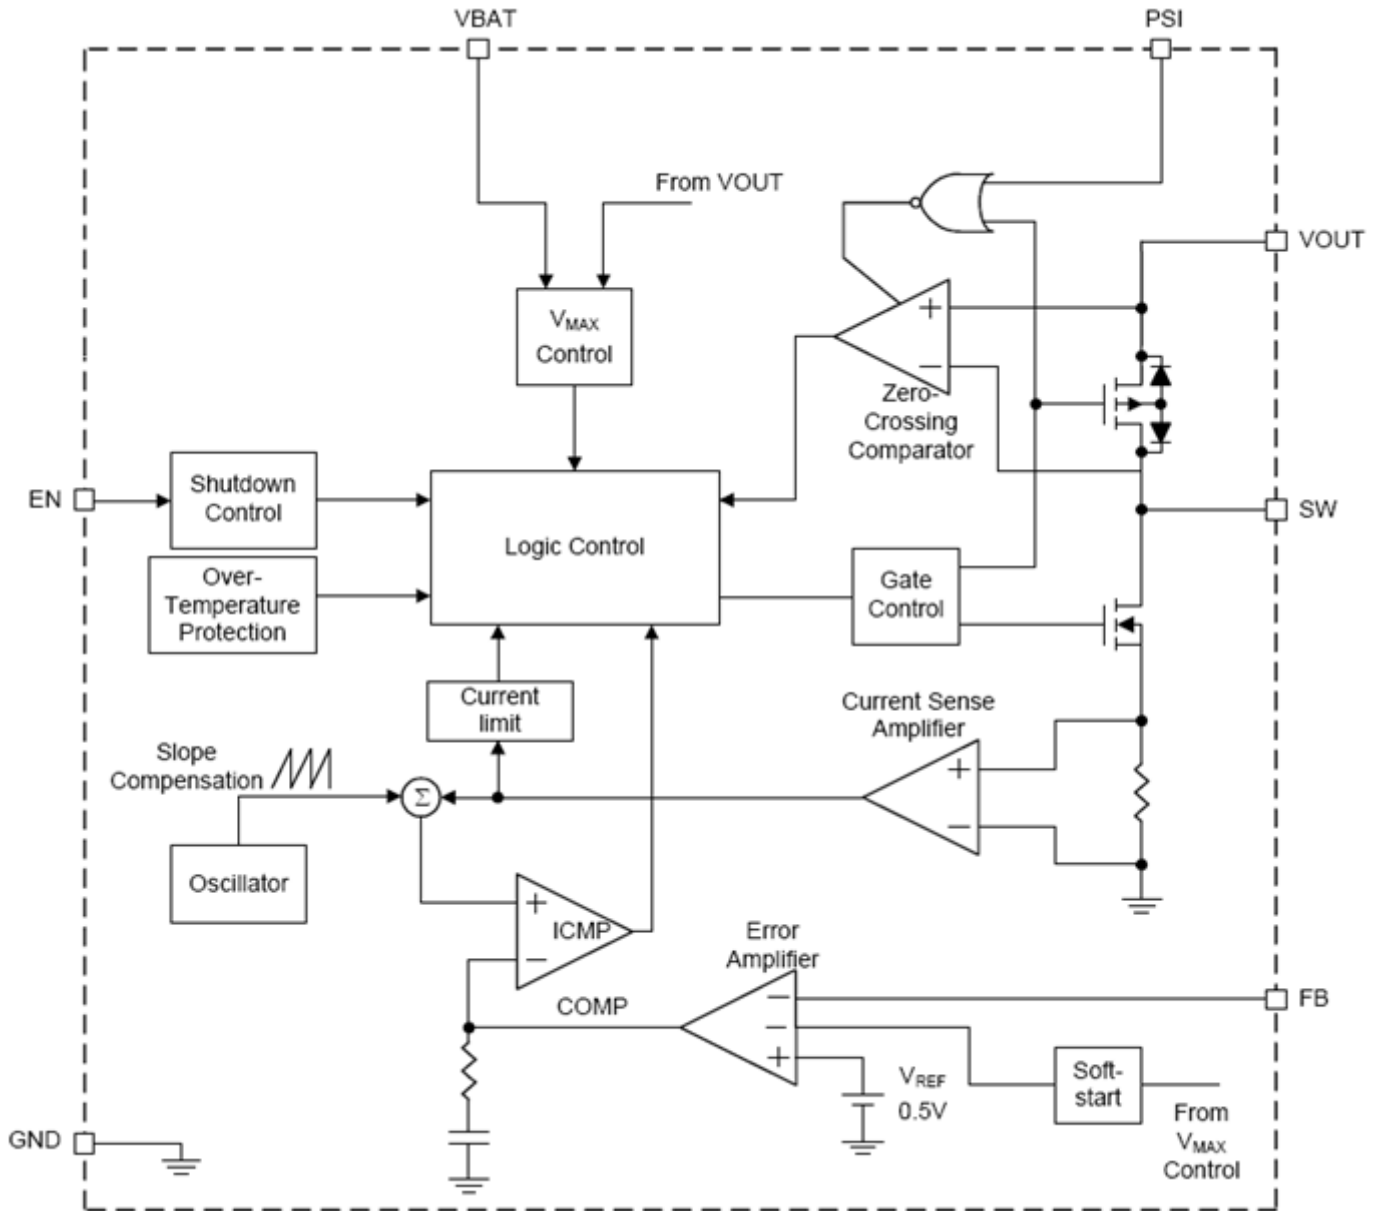 VBAT
PSI
From VOUT
VOUT
VMAX
Control
+
−
Zero-
Crossing
Comparator
EN
Shutdown
Control
Logic Control
SW
Over-
Temperature
Protection
Gate
Control
Current
limit
Current Sense
Amplifier
Slope
Compensation
Σ
+
−
Oscillator
+
ICMP
−
Error
Amplifier
COMP
−
−
+
FB
VREF
0.5V
Soft-
start
From
VMAX
Control
GND